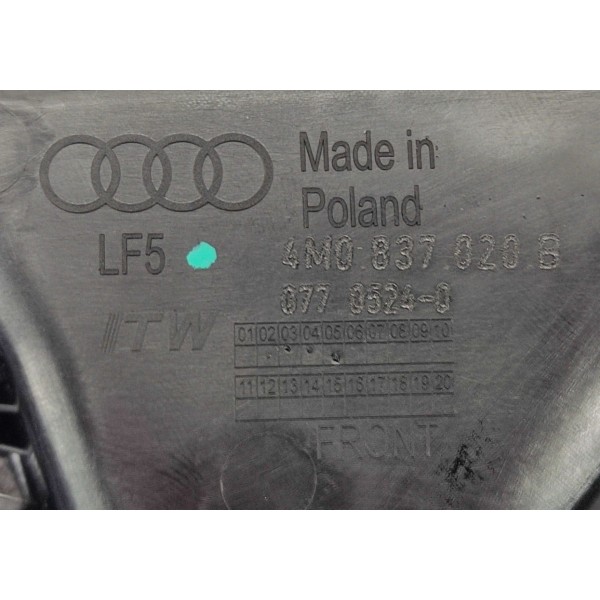 Made in
Poland
LF5
4M0 837 020 B
077 0524-0
ITW
01 02 03 04 05 06 07 08 09 10
11 12 13 14 15 16 17 18 19 20
FRONT